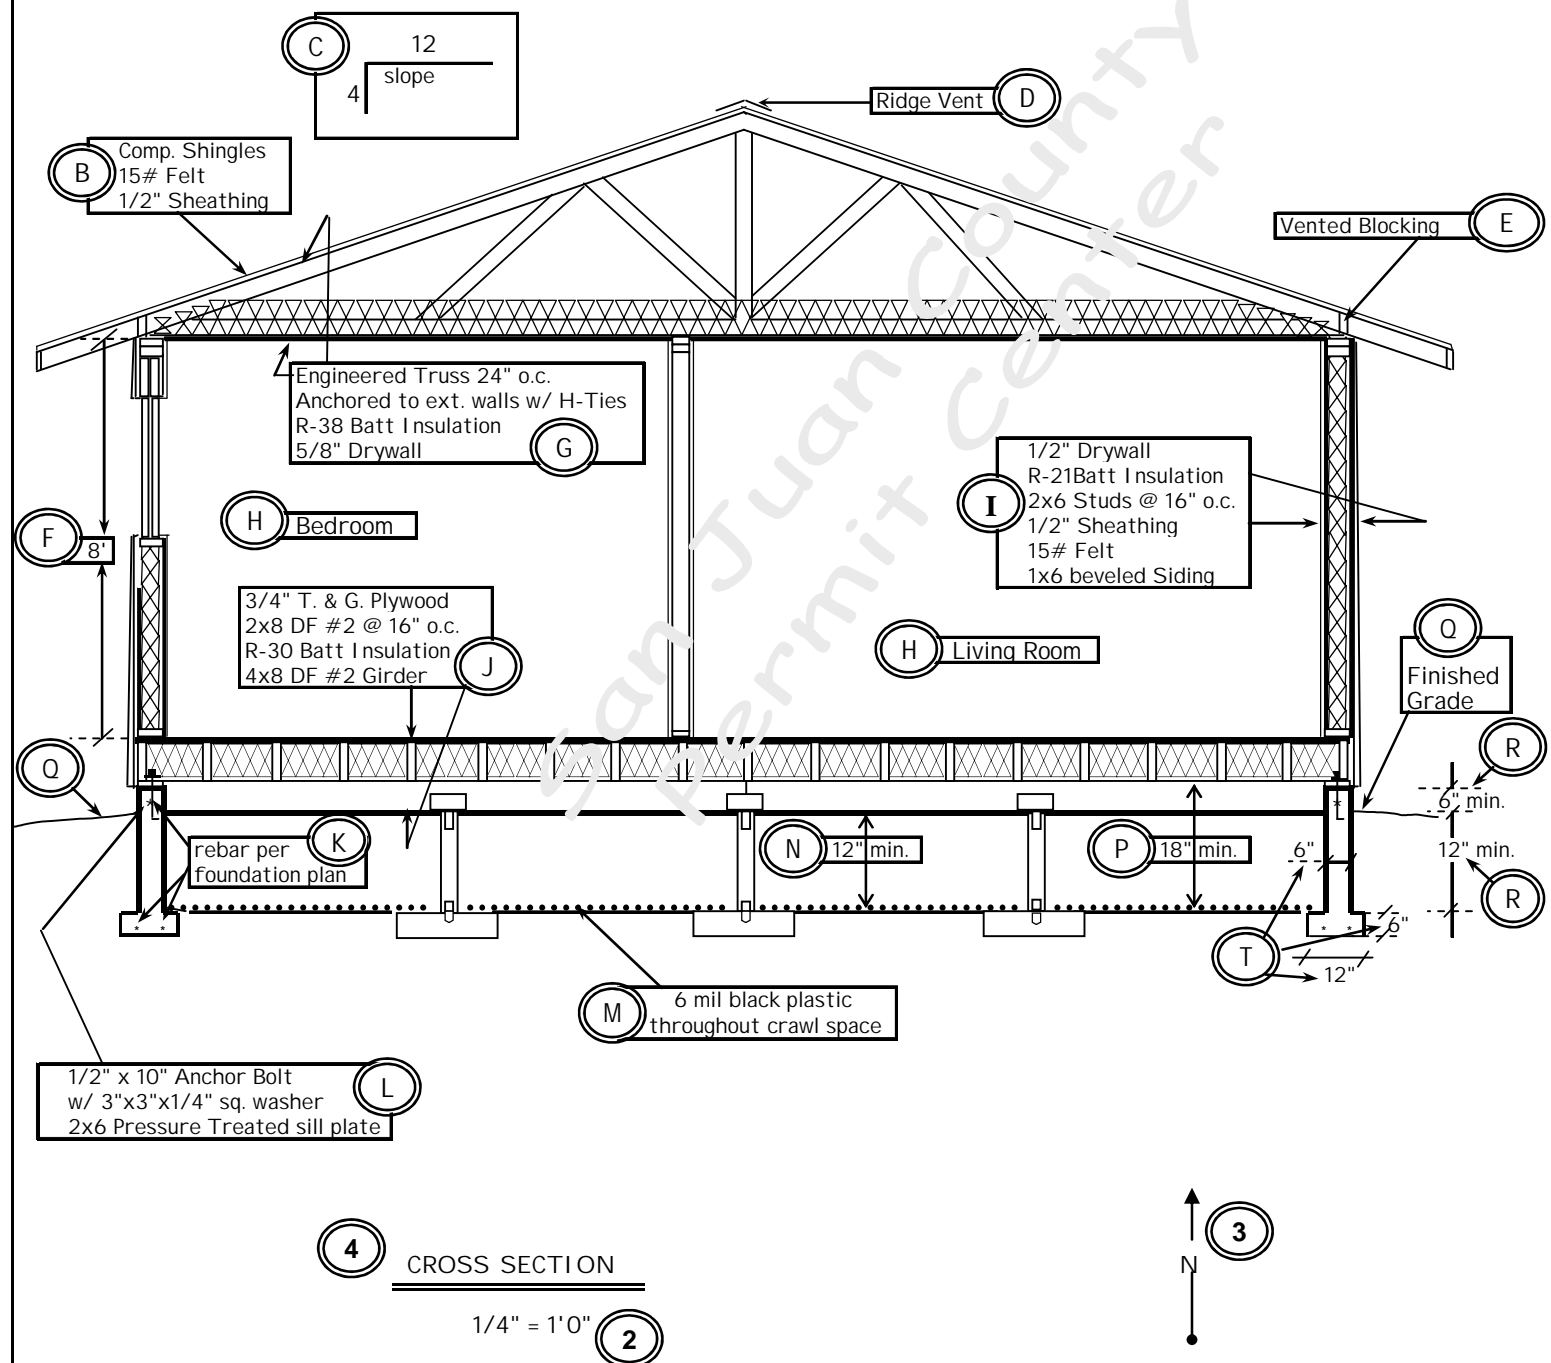 C
12
slope
4
Ridge Vent
D
B
Comp. Shingles
15# Felt
1/2" Sheathing
Vented Blocking
E
Engineered Truss 24" o.c.
Anchored to ext. walls w/ H-Ties
R-38 Batt Insulation
5/8" Drywall
G
I
1/2" Drywall
R-21Batt Insulation
2x6 Studs @ 16" o.c.
1/2" Sheathing
15# Felt
1x6 beveled Siding
H
Bedroom
F
8'
3/4" T. & G. Plywood
2x8 DF #2 @ 16" o.c.
R-30 Batt Insulation
4x8 DF #2 Girder
J
H
Living Room
Q
Finished
Grade
Q
R
6" min.
K
rebar per
foundation plan
N
12" min.
P
18" min.
6"
12" min.
R
T
6"
12"
M
6 mil black plastic
throughout crawl space
1/2" x 10" Anchor Bolt
w/ 3"x3"x1/4" sq. washer
2x6 Pressure Treated sill plate
L
San Juan County
Permit Center
4
CROSS SECTION
1/4" = 1'0"
2
3
N